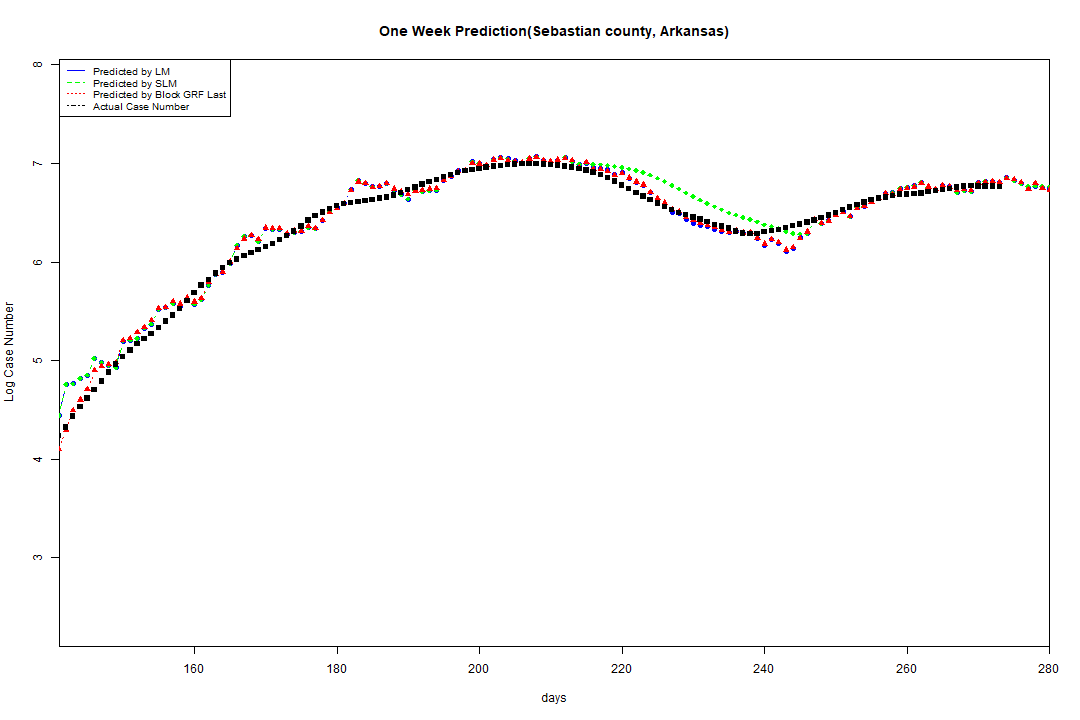 One Week Prediction(Sebastian county, Arkansas)
Predicted by LM
Predicted by SLM
Predicted by Block GRF Last
Actual Case Number
8
7
6
5
4
3
Log Case Number
160 180 200 220 240 260 280
days